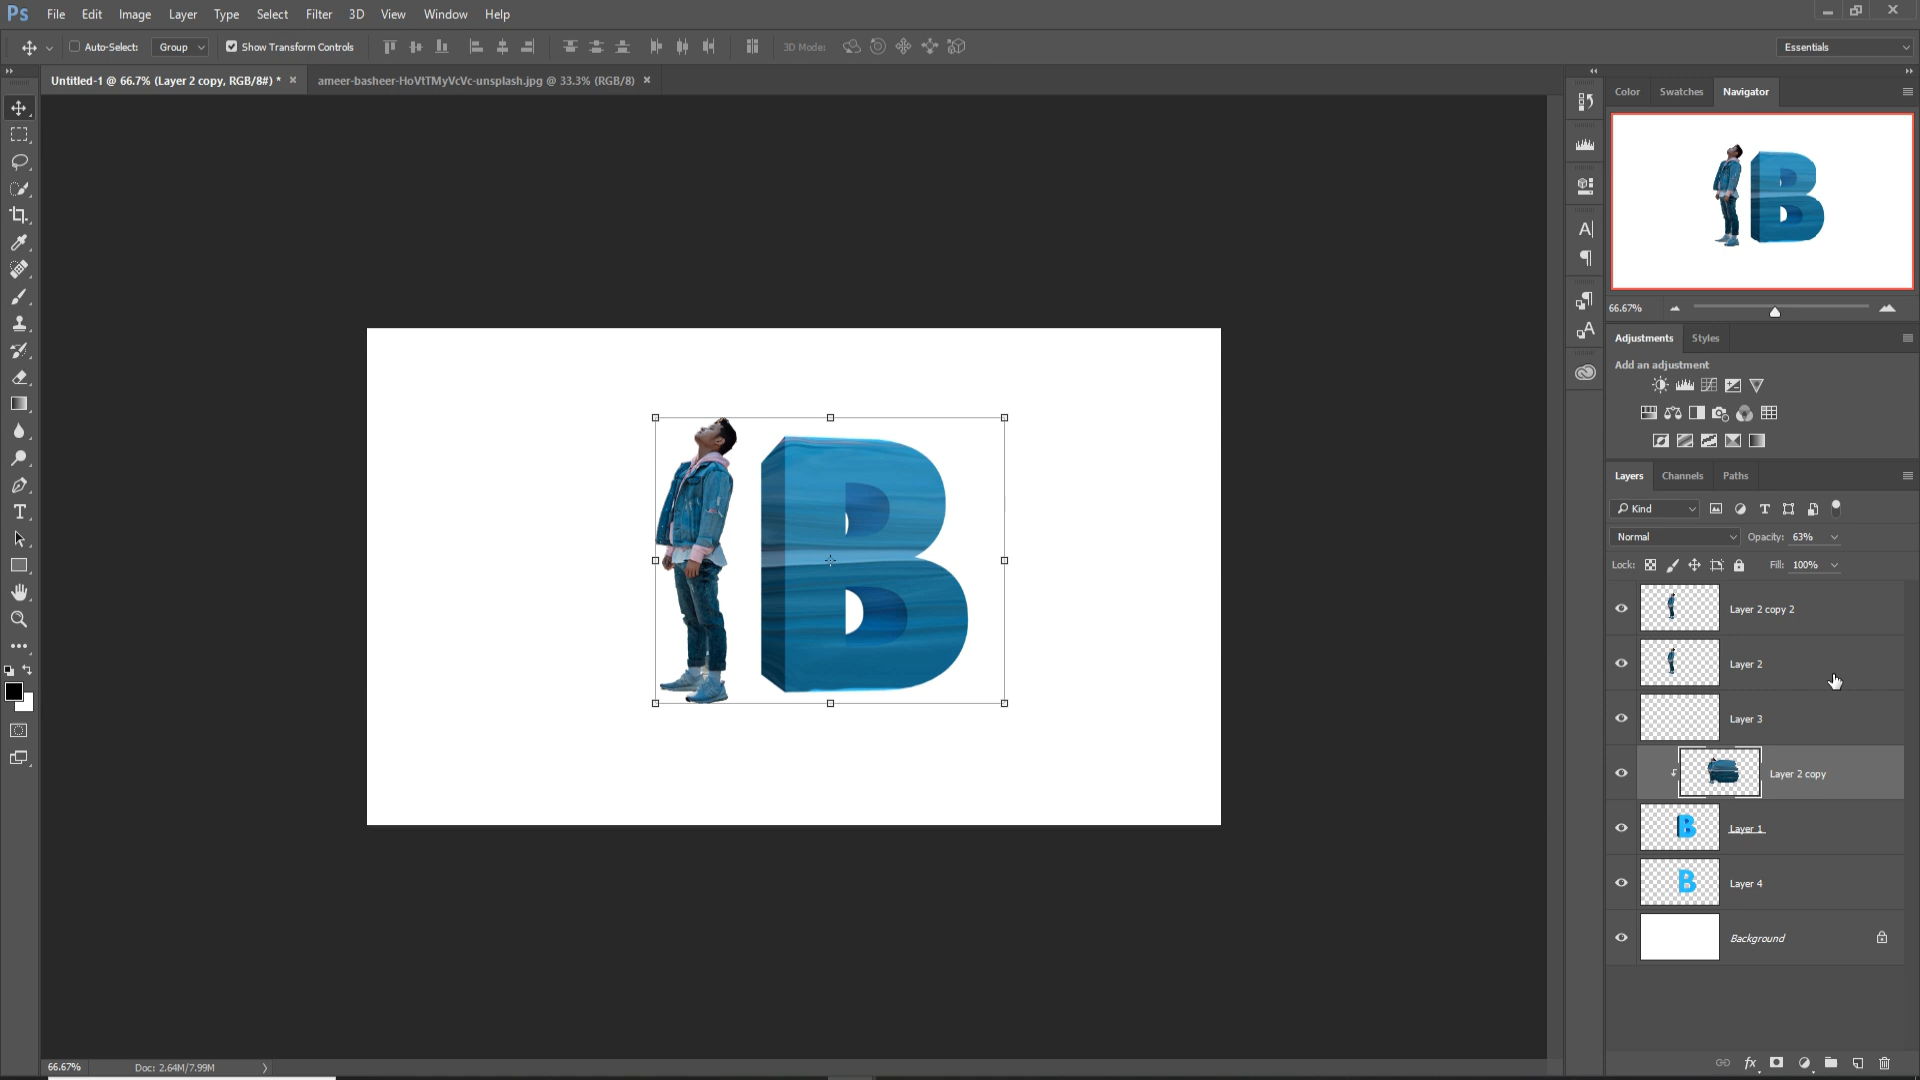 Ps File Edit Image Layer Type Select Filter 3D View Window Help
Auto-Select: Group Show Transform Controls 3D Mode: Essentials
Untitled-1 @ 66.7% (Layer 2 copy, RGB/8#) * × ameer-basheer-HoVtTMyVcVc-unsplash.jpg @ 33.3% (RGB/8) ×
Color Swatches Navigator
66.67%
Adjustments Styles
Add an adjustment
Layers Channels Paths
Kind
Normal Opacity: 63%
Lock: Fill: 100%
Layer 2 copy 2
Layer 2
Layer 3
Layer 2 copy
Layer 1
Layer 4
Background
B
66.67% Doc: 2.64M/7.99M